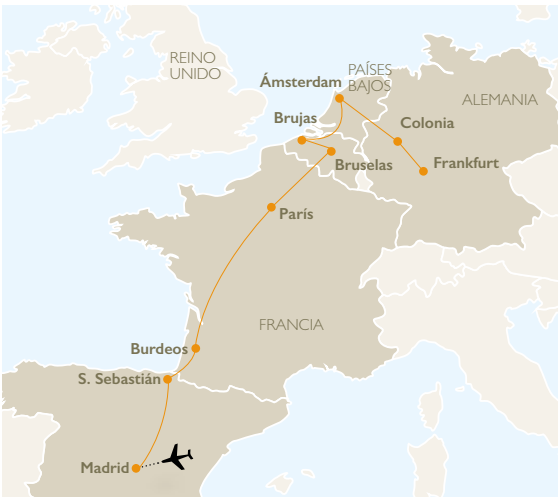 REINO
UNIDO
PAÍSES
BAJOS
Ámsterdam
ALEMANIA
Brujas
Colonia
Bruselas
Frankfurt
París
FRANCIA
Burdeos
S. Sebastián
Madrid